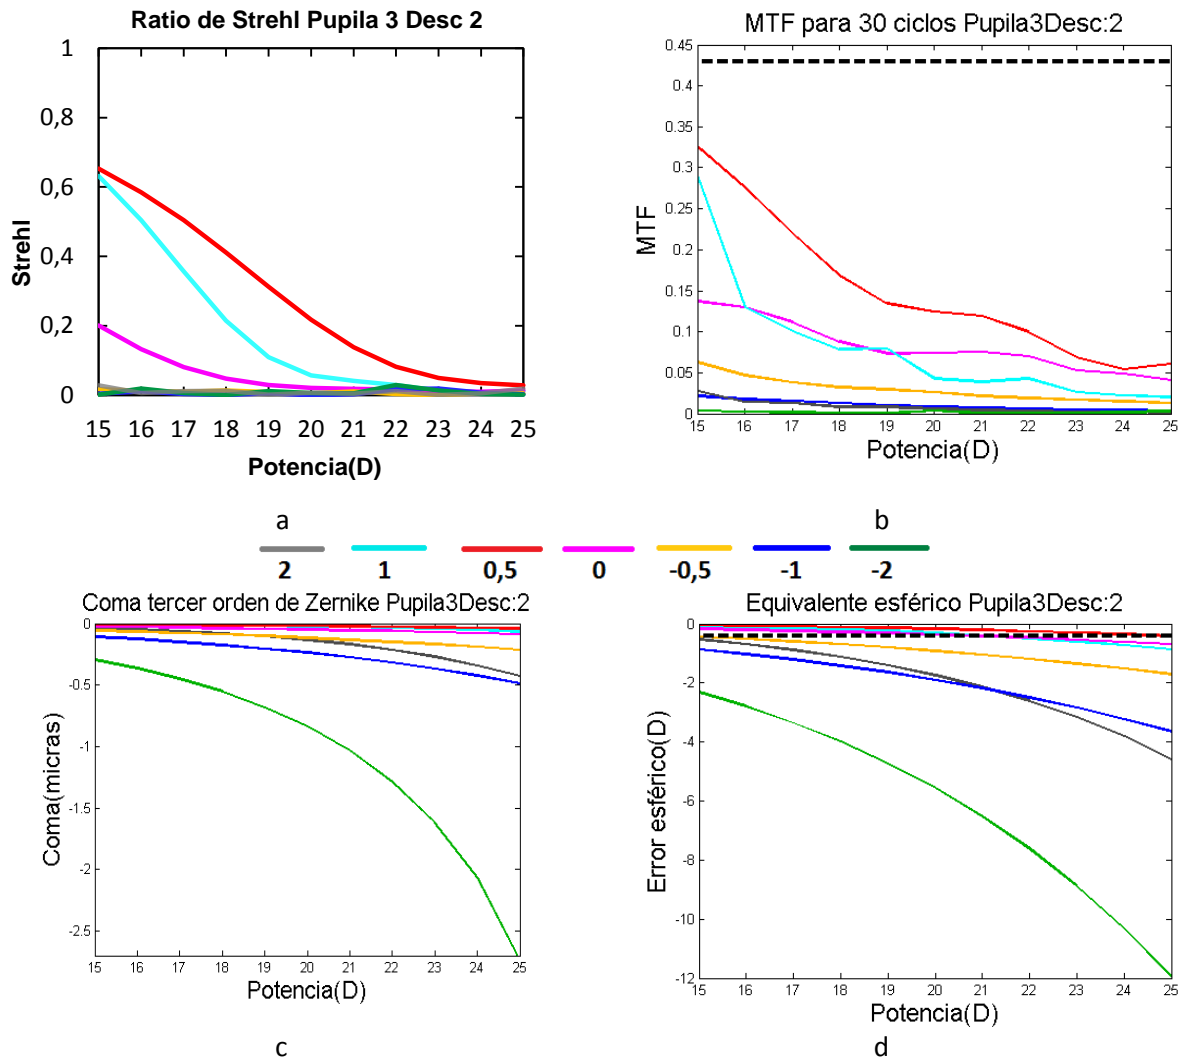 Ratio de Strehl Pupila 3 Desc 2
1
0,8
0,6
0,4
0,2
0
Strehl
15 16 17 18 19 20 21 22 23 24 25
Potencia(D)
a
MTF para 30 ciclos Pupila3Desc:2
0.45
0.4
0.35
0.3
0.25
0.2
0.15
0.1
0.05
0
MTF
15 16 17 18 19 20 21 22 23 24 25
Potencia(D)
b
2 1 0,5 0 -0,5 -1 -2
Coma tercer orden de Zernike Pupila3Desc:2
0
-0.5
-1
-1.5
-2
-2.5
Coma(micras)
15 16 17 18 19 20 21 22 23 24 25
Potencia(D)
c
Equivalente esférico Pupila3Desc:2
0
-2
-4
-6
-8
-10
-12
Error esférico(D)
15 16 17 18 19 20 21 22 23 24 25
Potencia(D)
d